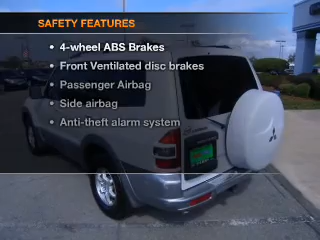 SAFETY FEATURES
• 4-wheel ABS Brakes
• Front Ventilated disc brakes
• Passenger Airbag
• Side airbag
• Anti-theft alarm system